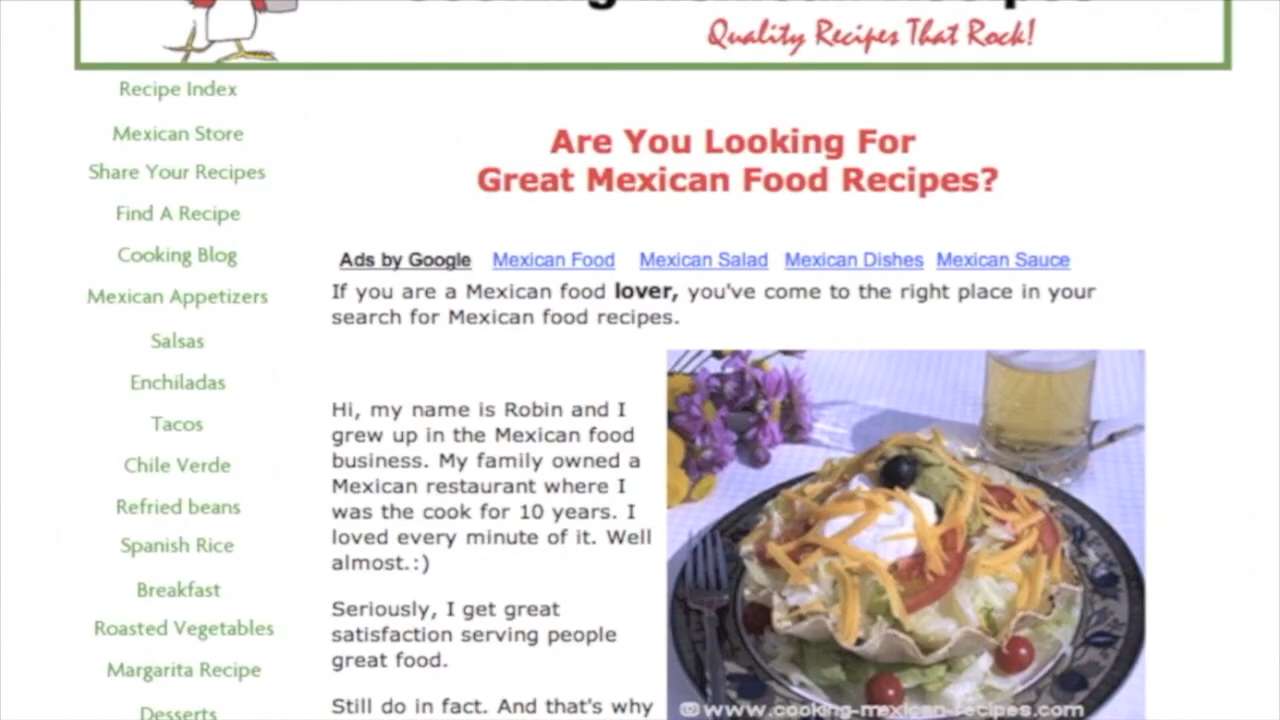 Quality Recipes That Rock!
Recipe Index
Mexican Store
Share Your Recipes
Find A Recipe
Cooking Blog
Mexican Appetizers
Salsas
Enchiladas
Tacos
Chile Verde
Refried beans
Spanish Rice
Breakfast
Roasted Vegetables
Margarita Recipe
Desserts
Are You Looking For
Great Mexican Food Recipes?
Ads by Google Mexican Food Mexican Salad Mexican Dishes Mexican Sauce
If you are a Mexican food lover, you've come to the right place in your
search for Mexican food recipes.
Hi, my name is Robin and I
grew up in the Mexican food
business. My family owned a
Mexican restaurant where I
was the cook for 10 years. I
loved every minute of it. Well
almost.:)
Seriously, I get great
satisfaction serving people
great food.
Still do in fact. And that's why
© www.cooking-mexican-recipes.com